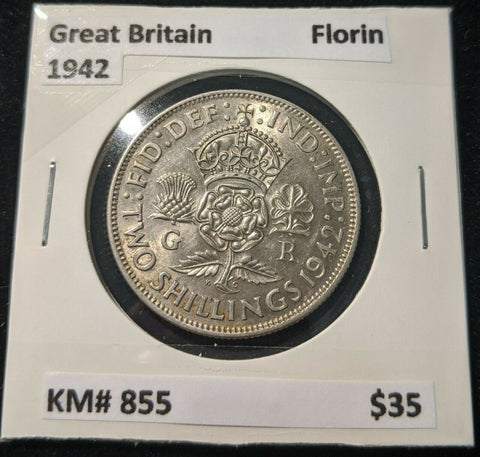 Great Britain Florin
1942
FID:DEF: IND:IMP:
G R
TWO SHILLINGS 1942
K G
KM# 855 $35